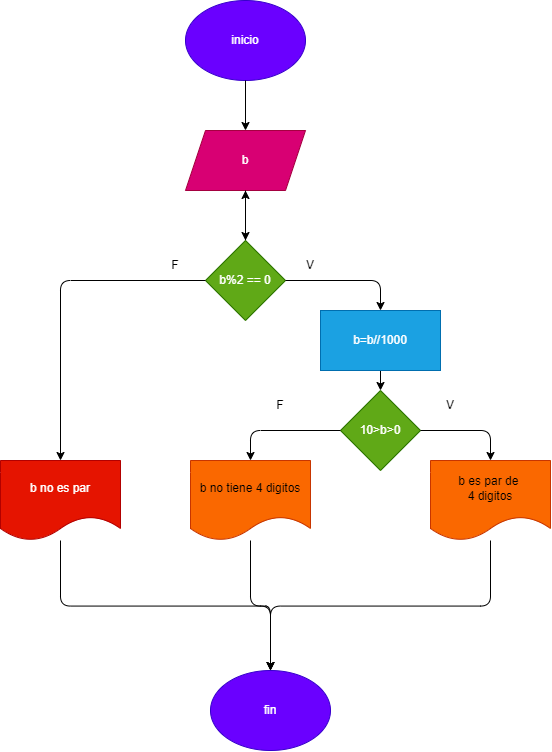 inicio
b
F
V
b%2 == 0
b=b//1000
F
V
10>b>0
b no es par
b no tiene 4 digitos
b es par de
4 digitos
fin